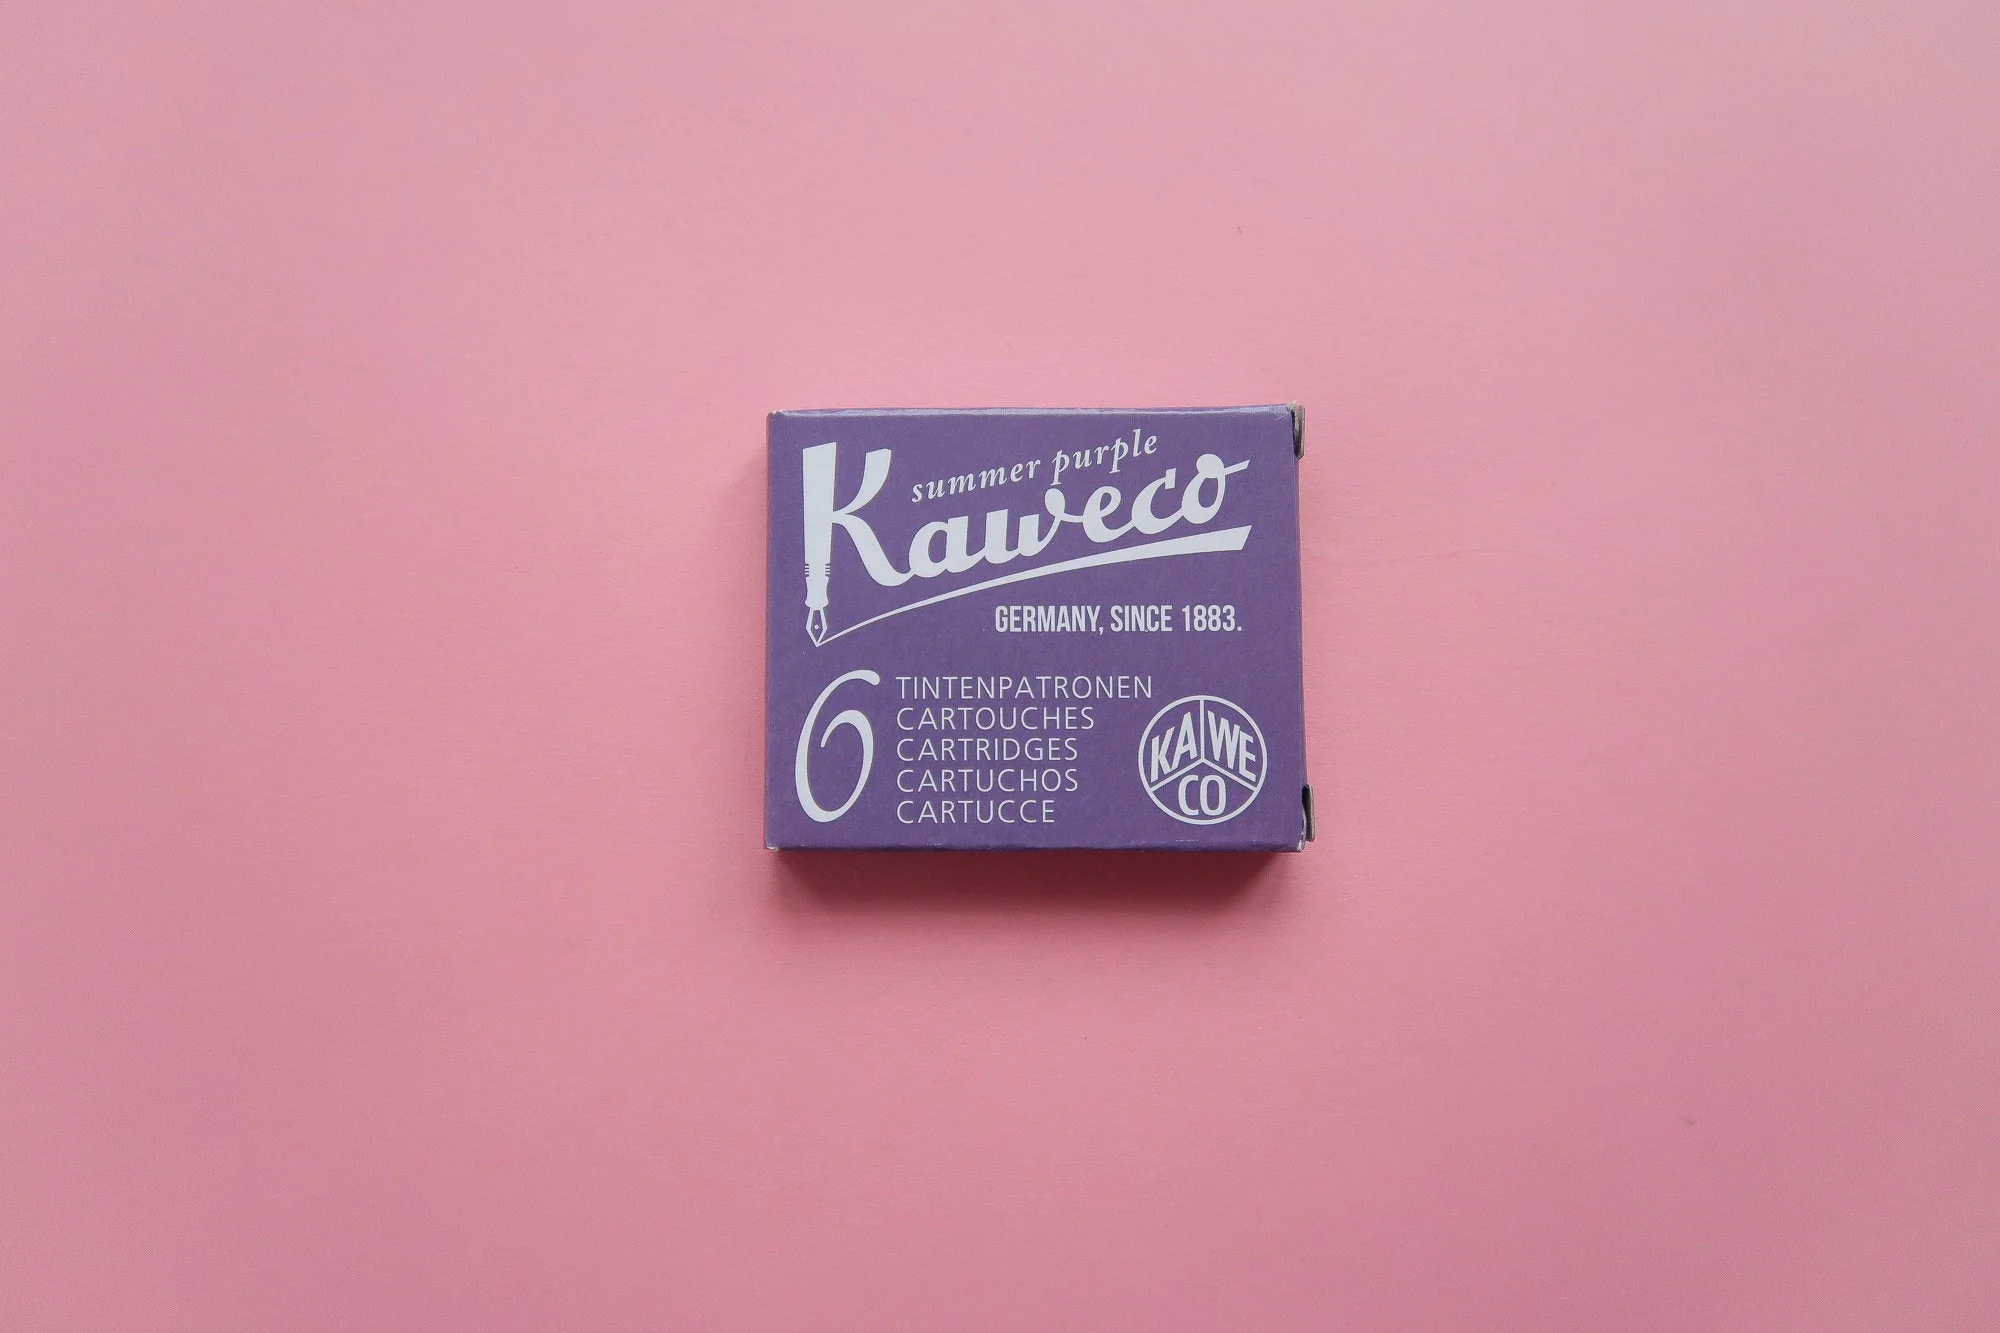 summer purple
Kaweco
GERMANY, SINCE 1883.
6
TINTENPATRONEN
CARTOUCHES
CARTRIDGES
CARTUCHOS
CARTUCCE
KA WE
CO